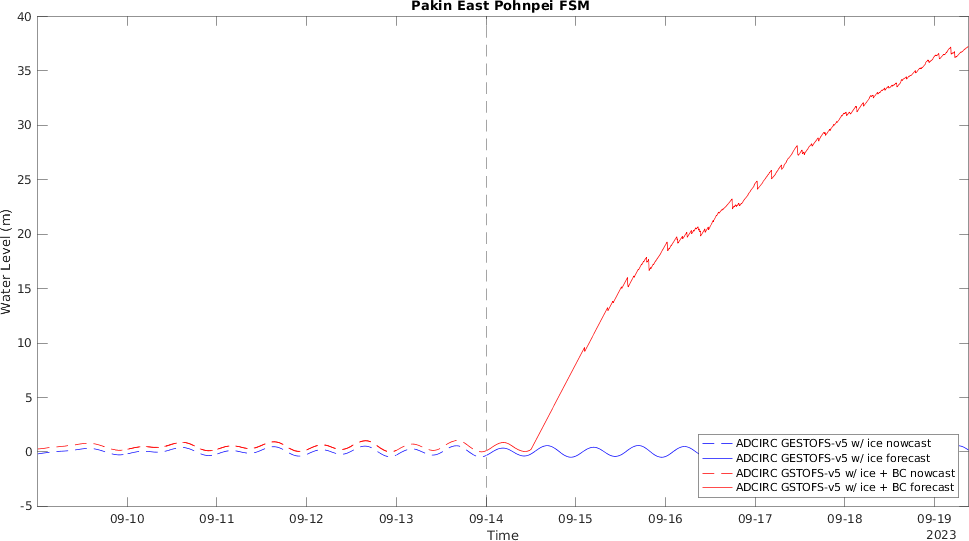 Pakin East Pohnpei FSM
40
35
30
25
20
15
10
5
0
-5
Water Level (m)
ADCIRC GESTOFS-v5 w/ ice nowcast
ADCIRC GESTOFS-v5 w/ ice forecast
ADCIRC GSTOFS-v5 w/ ice + BC nowcast
ADCIRC GSTOFS-v5 w/ ice + BC forecast
09-10 09-11 09-12 09-13 09-14 09-15 09-16 09-17 09-18 09-19
Time
2023